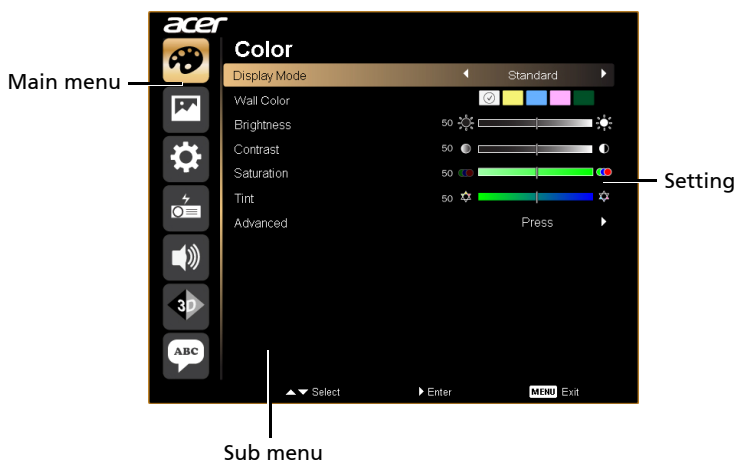 acer
Color
Main menu
Display Mode Standard
Wall Color
Brightness 50
Contrast 50
Saturation 50
Setting
Tint 50
Advanced Press
3D
ABC
Select Enter MENU Exit
Sub menu